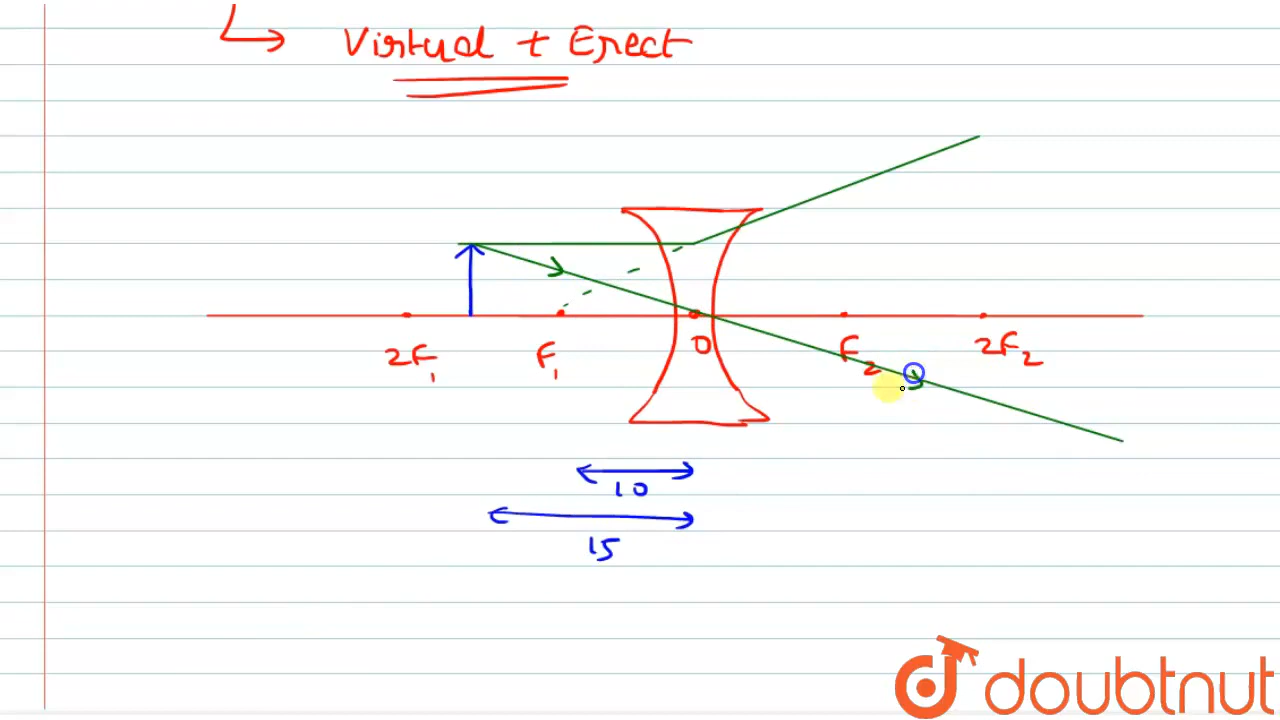 Virtual + Erect
2F₁ F₁ O F₂ 2F₂
10
15
doubtnut